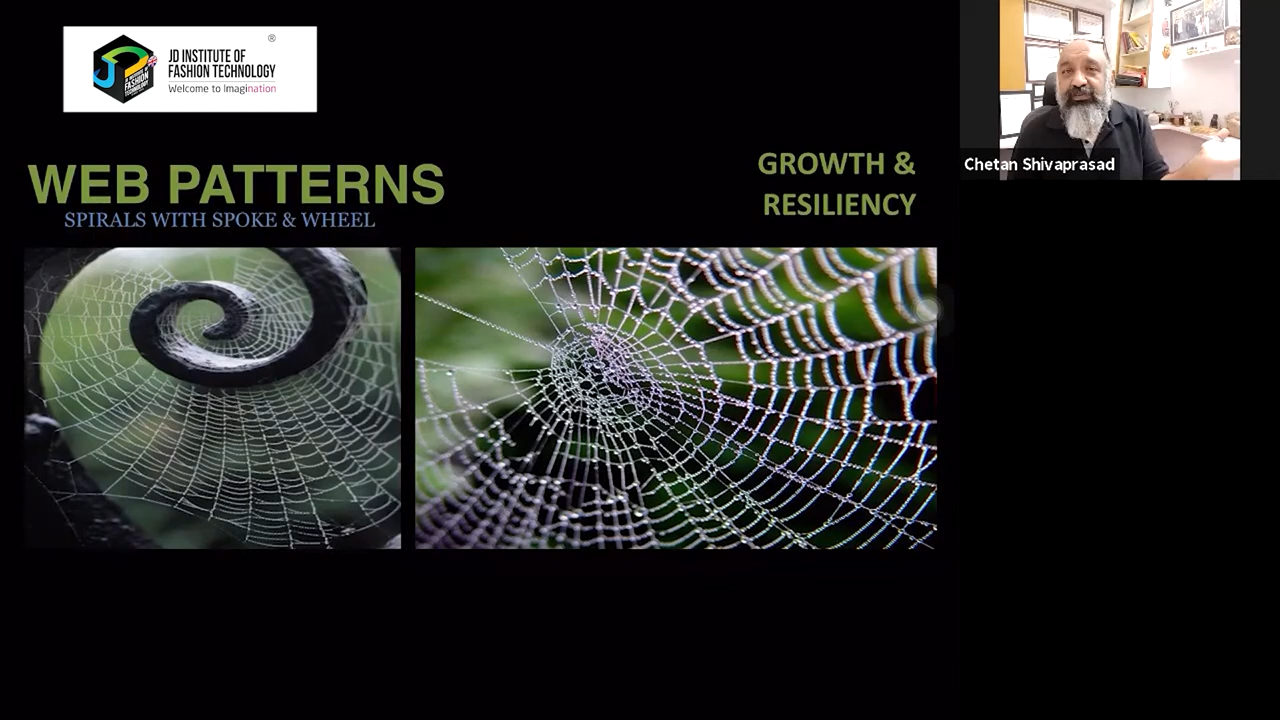 JD INSTITUTE OF
FASHION TECHNOLOGY
®
Welcome to Imagination
WEB PATTERNS
SPIRALS WITH SPOKE & WHEEL
GROWTH &
RESILIENCY
Chetan Shivaprasad